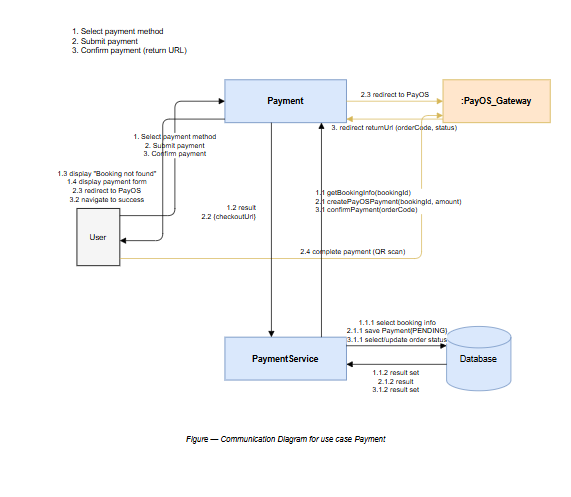 1. Select payment method
2. Submit payment
3. Confirm payment (return URL)
Payment
2.3 redirect to PayOS
:PayOS_Gateway
3. redirect returnUrl (orderCode, status)
1. Select payment method
2. Submit payment
3. Confirm payment
1.3 display "Booking not found"
1.4 display payment form
2.3 redirect to PayOS
3.2 navigate to success
User
1.2 result
2.2 (checkoutUrl)
1.1 getBookingInfo(bookingId)
2.1 createPayOSPayment(bookingId, amount)
3.1 confirmPayment(orderCode)
2.4 complete payment (QR scan)
PaymentService
1.1.1 select booking info
2.1.1 save Payment(PENDING)
3.1.1 select/update order status
Database
1.1.2 result set
2.1.2 result
3.1.2 result set
Figure — Communication Diagram for use case Payment